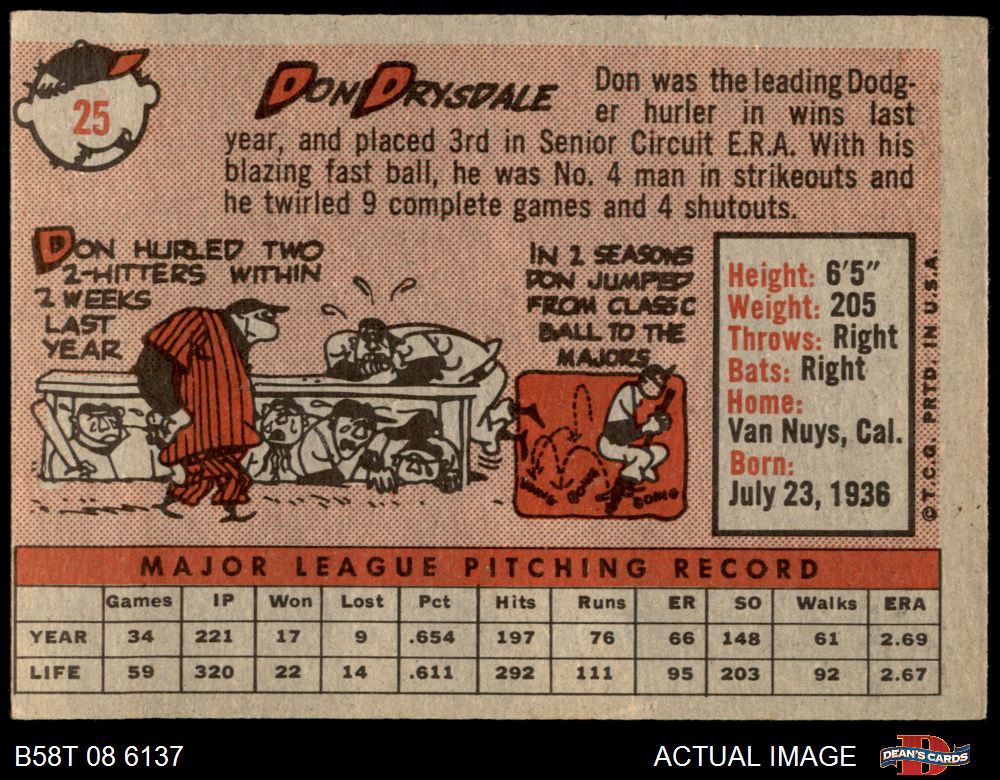 25
DON DRYSDALE
Don was the leading Dodg-
er hurler in wins last
year, and placed 3rd in Senior Circuit E.R.A. With his
blazing fast ball, he was No. 4 man in strikeouts and
he twirled 9 complete games and 4 shutouts.
DON HURLED TWO
2-HITTERS WITHIN
2 WEEKS
LAST
YEAR
IN 2 SEASONS
DON JUMPED
FROM CLASS C
BALL TO THE
MAJORS
BOING BOING BOING
Height: 6'5"
Weight: 205
Throws: Right
Bats: Right
Home:
Van Nuys, Cal.
Born:
July 23, 1936
©T.C.G. PRTD. IN U.S.A.
MAJOR LEAGUE PITCHING RECORD
Games IP Won Lost Pct Hits Runs ER SO Walks ERA
YEAR 34 221 17 9 .654 197 76 66 148 61 2.69
LIFE 59 320 22 14 .611 292 111 95 203 92 2.67
B58T 08 6137
ACTUAL IMAGE
DEAN'S CARDS